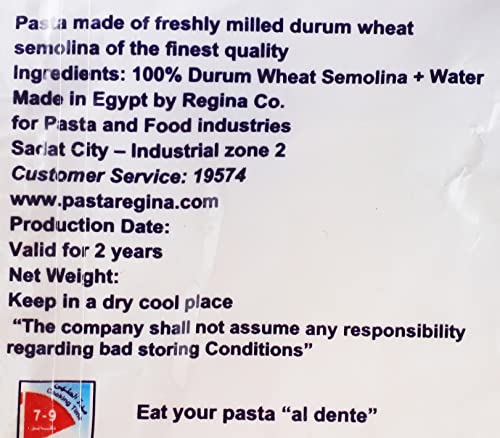 Pasta made of freshly milled durum wheat
semolina of the finest quality
Ingredients: 100% Durum Wheat Semolina + Water
Made in Egypt by Regina Co.
for Pasta and Food industries
Sadat City – Industrial zone 2
Customer Service: 19574
www.pastaregina.com
Production Date:
Valid for 2 years
Net Weight:
Keep in a dry cool place
“The company shall not assume any responsibility
regarding bad storing Conditions”
Cooking Time
7-9
Eat your pasta “al dente”